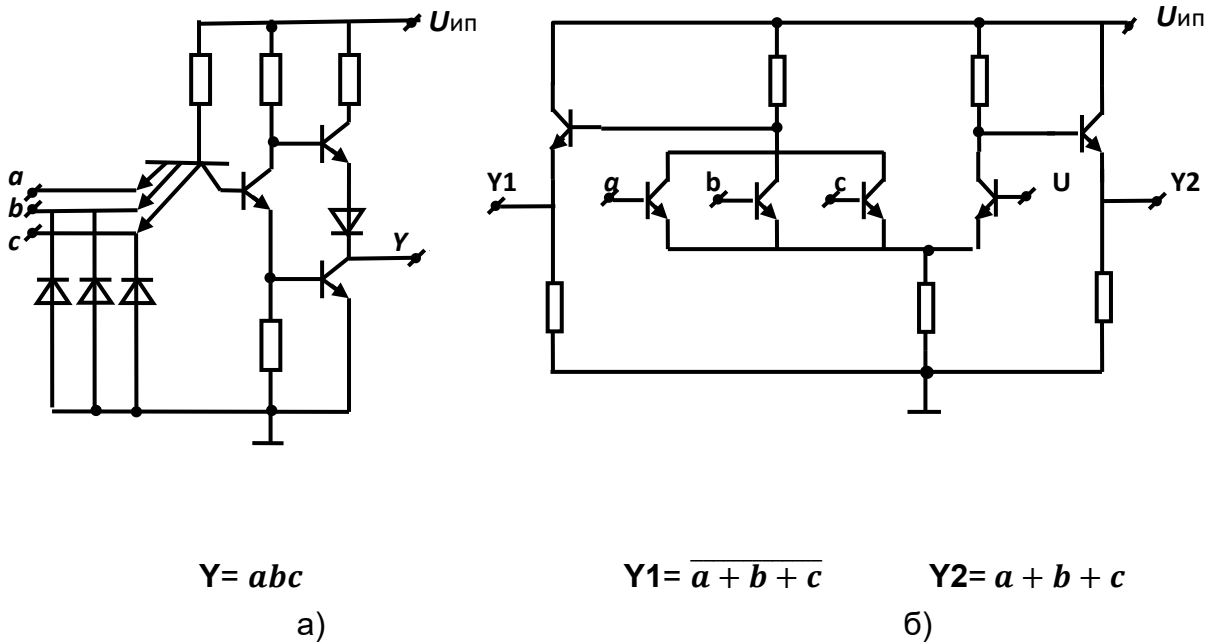 Uип
a
b
c
Y
Uип
Y1
a
b
c
U
Y2
Y= abc
Y1= \overline{a + b + c}
Y2= a + b + c
а)
б)